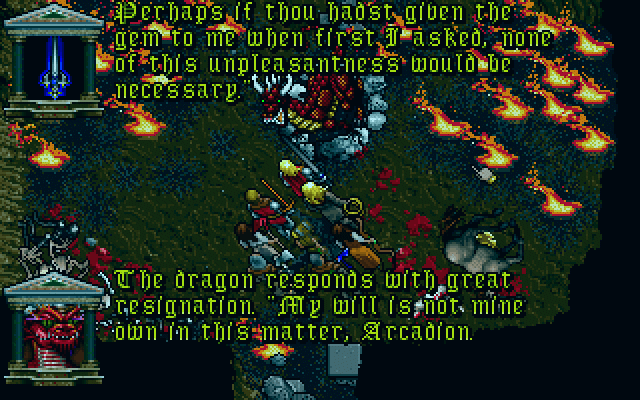 Perhaps if thou hadst given the
gem to me when first I asked, none
of this unpleasantness would be
necessary."
The dragon responds with great
resignation. "My will is not mine
own in this matter, Arcadion.